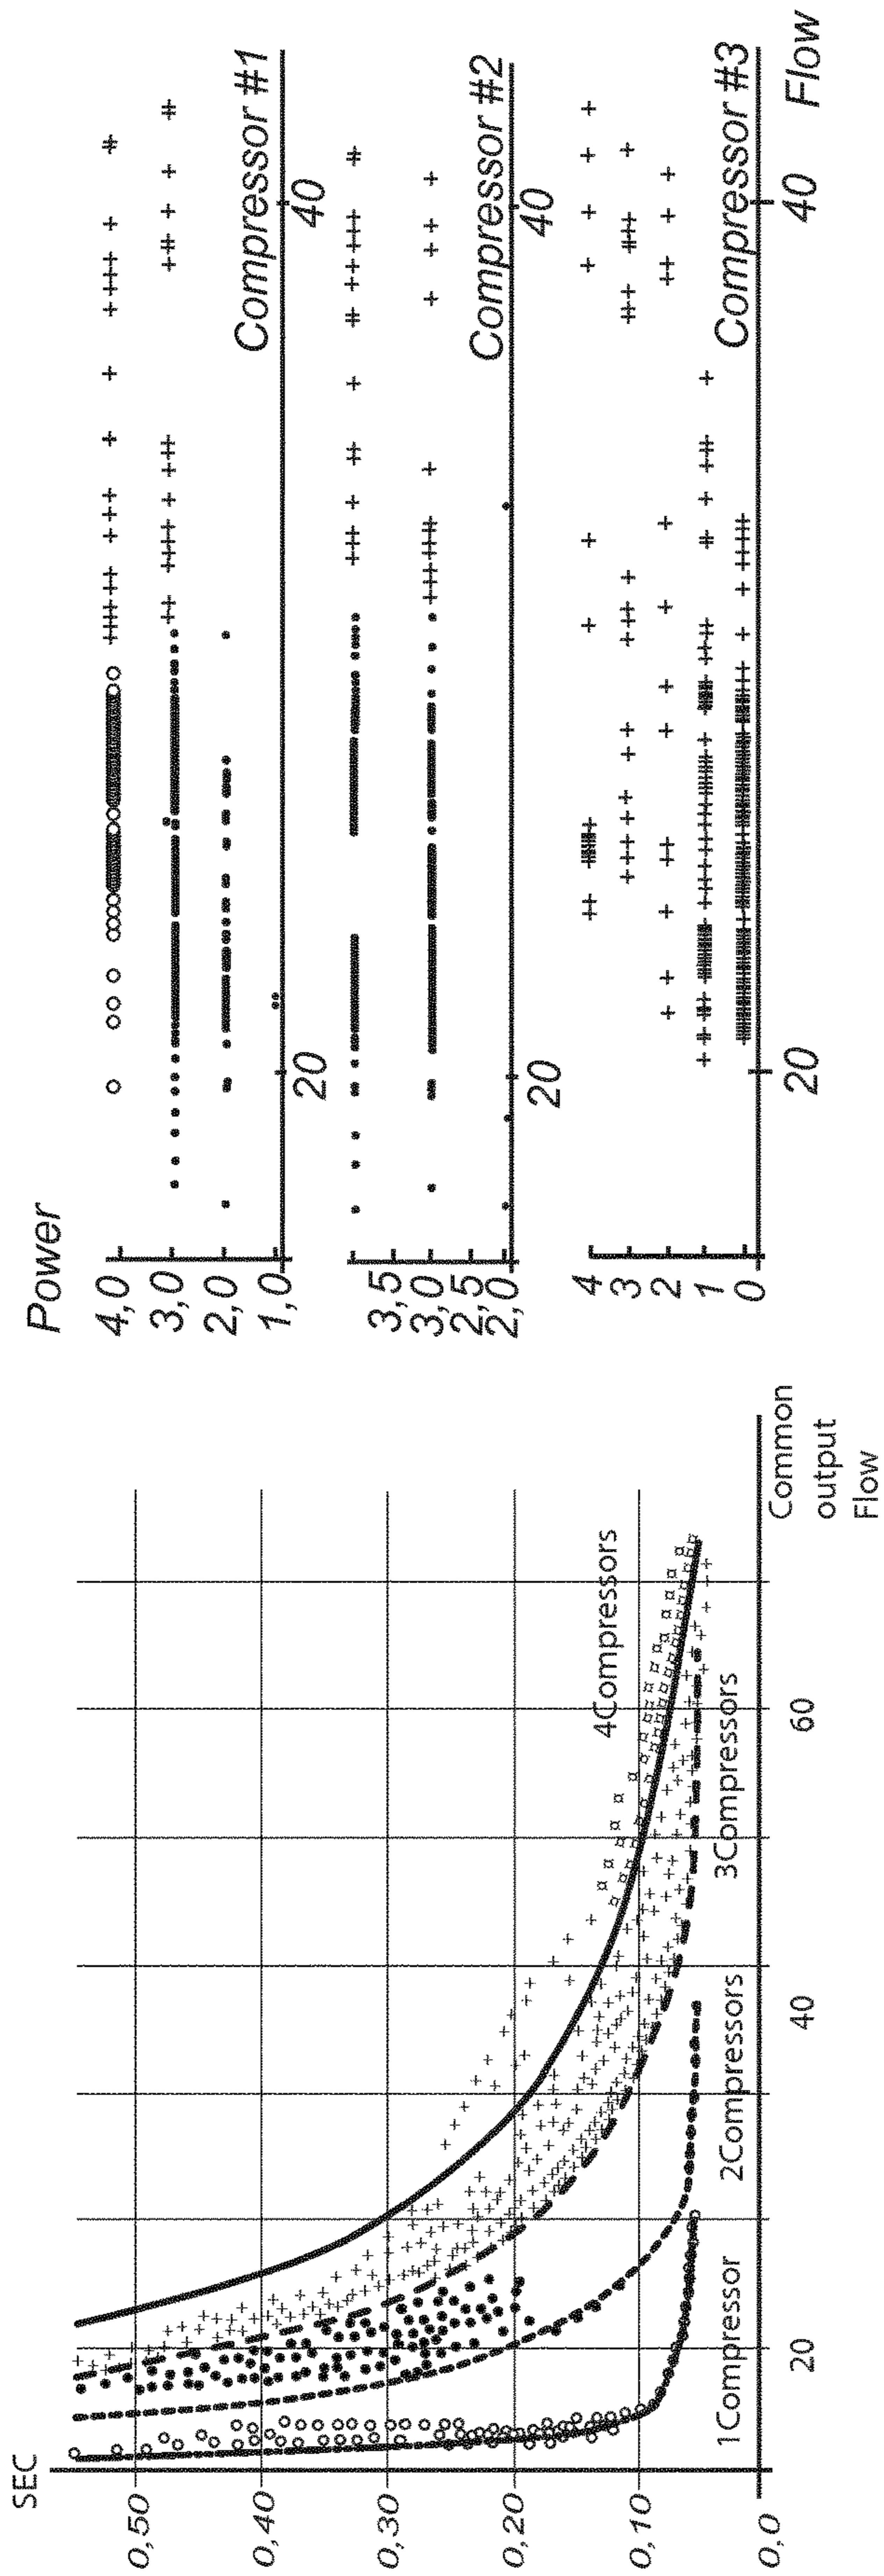 SEC
0,50
0,40
0,30
0,20
0,10
0,0
20
40
60
1Compressor
2Compressors
3Compressors
4Compressors
Common
output
Flow
Power
4,0
3,0
2,0
1,0
20
40
Compressor #1
3,5
3,0
2,5
2,0
20
40
Compressor #2
4
3
2
1
0
20
40
Compressor #3
Flow